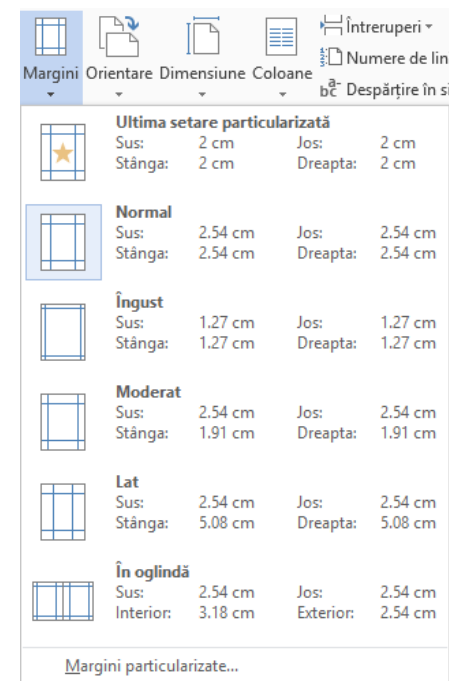 Margini Orientare Dimensiune Coloane
Întreruperi
Numere de lin
Despărțire în s
Ultima setare particularizată
Sus: 2 cm Jos: 2 cm
Stânga: 2 cm Dreapta: 2 cm
Normal
Sus: 2.54 cm Jos: 2.54 cm
Stânga: 2.54 cm Dreapta: 2.54 cm
Îngust
Sus: 1.27 cm Jos: 1.27 cm
Stânga: 1.27 cm Dreapta: 1.27 cm
Moderat
Sus: 2.54 cm Jos: 2.54 cm
Stânga: 1.91 cm Dreapta: 1.91 cm
Lat
Sus: 2.54 cm Jos: 2.54 cm
Stânga: 5.08 cm Dreapta: 5.08 cm
În oglindă
Sus: 2.54 cm Jos: 2.54 cm
Interior: 3.18 cm Exterior: 2.54 cm
Margini particularizate...